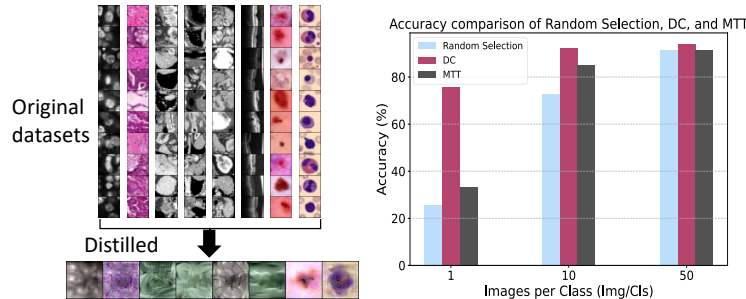 Original
datasets
Distilled
Accuracy comparison of Random Selection, DC, and MTT
Random Selection
DC
MTT
Accuracy (%)
80
60
40
20
0
1
10
50
Images per Class (Img/Cls)